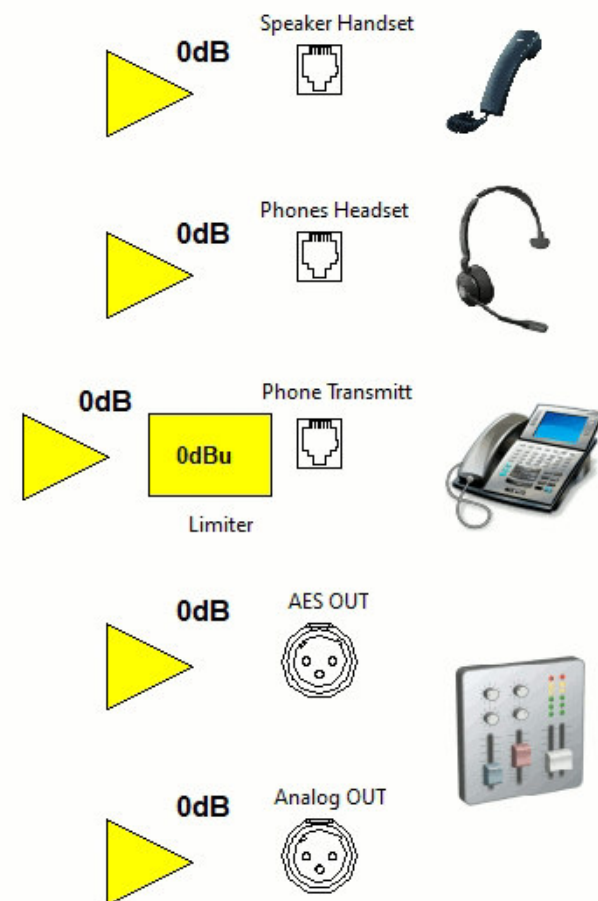 Speaker Handset
0dB
Phones Headset
0dB
Phone Transmitt
0dB
0dBu
Limiter
AES OUT
0dB
Analog OUT
0dB